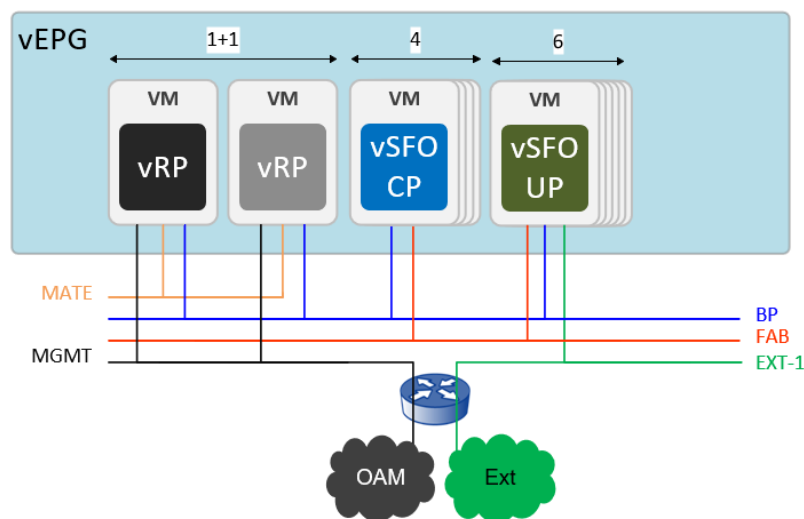 vEPG
1+1
4
6
VM
VM
VM
VM
vRP
vRP
vSFO
CP
vSFO
UP
MATE
BP
FAB
MGMT
EXT-1
OAM
Ext